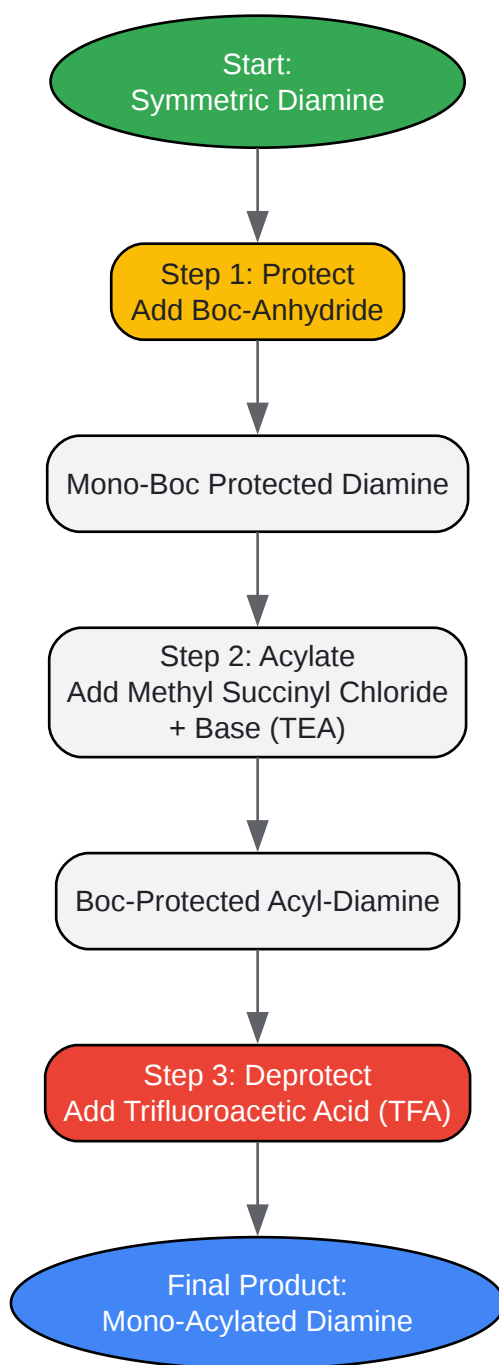 Start:
Symmetric Diamine
Step 1: Protect
Add Boc-Anhydride
Mono-Boc Protected Diamine
Step 2: Acylate
Add Methyl Succinyl Chloride
+ Base (TEA)
Boc-Protected Acyl-Diamine
Step 3: Deprotect
Add Trifluoroacetic Acid (TFA)
Final Product:
Mono-Acylated Diamine